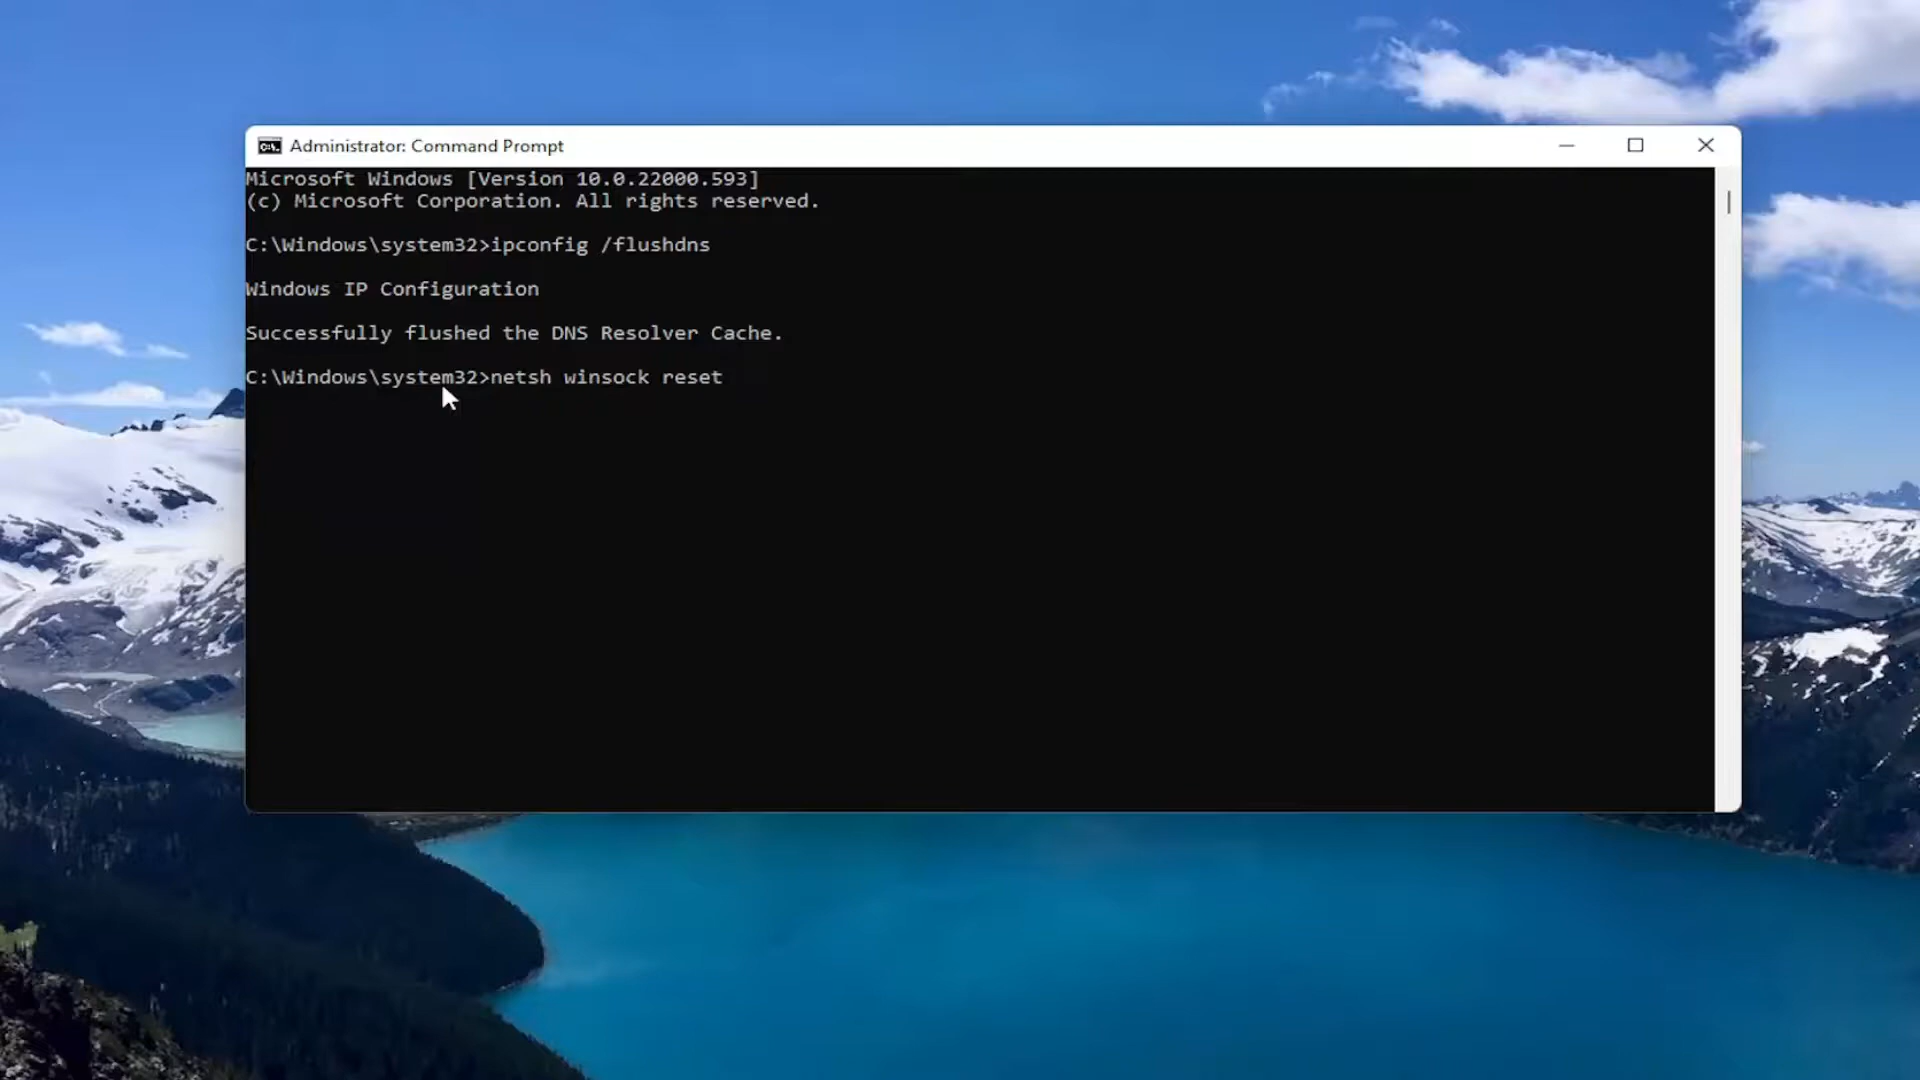 Administrator: Command Prompt
Microsoft Windows [Version 10.0.22000.593]
(c) Microsoft Corporation. All rights reserved.
C:\Windows\system32>ipconfig /flushdns
Windows IP Configuration
Successfully flushed the DNS Resolver Cache.
C:\Windows\system32>netsh winsock reset